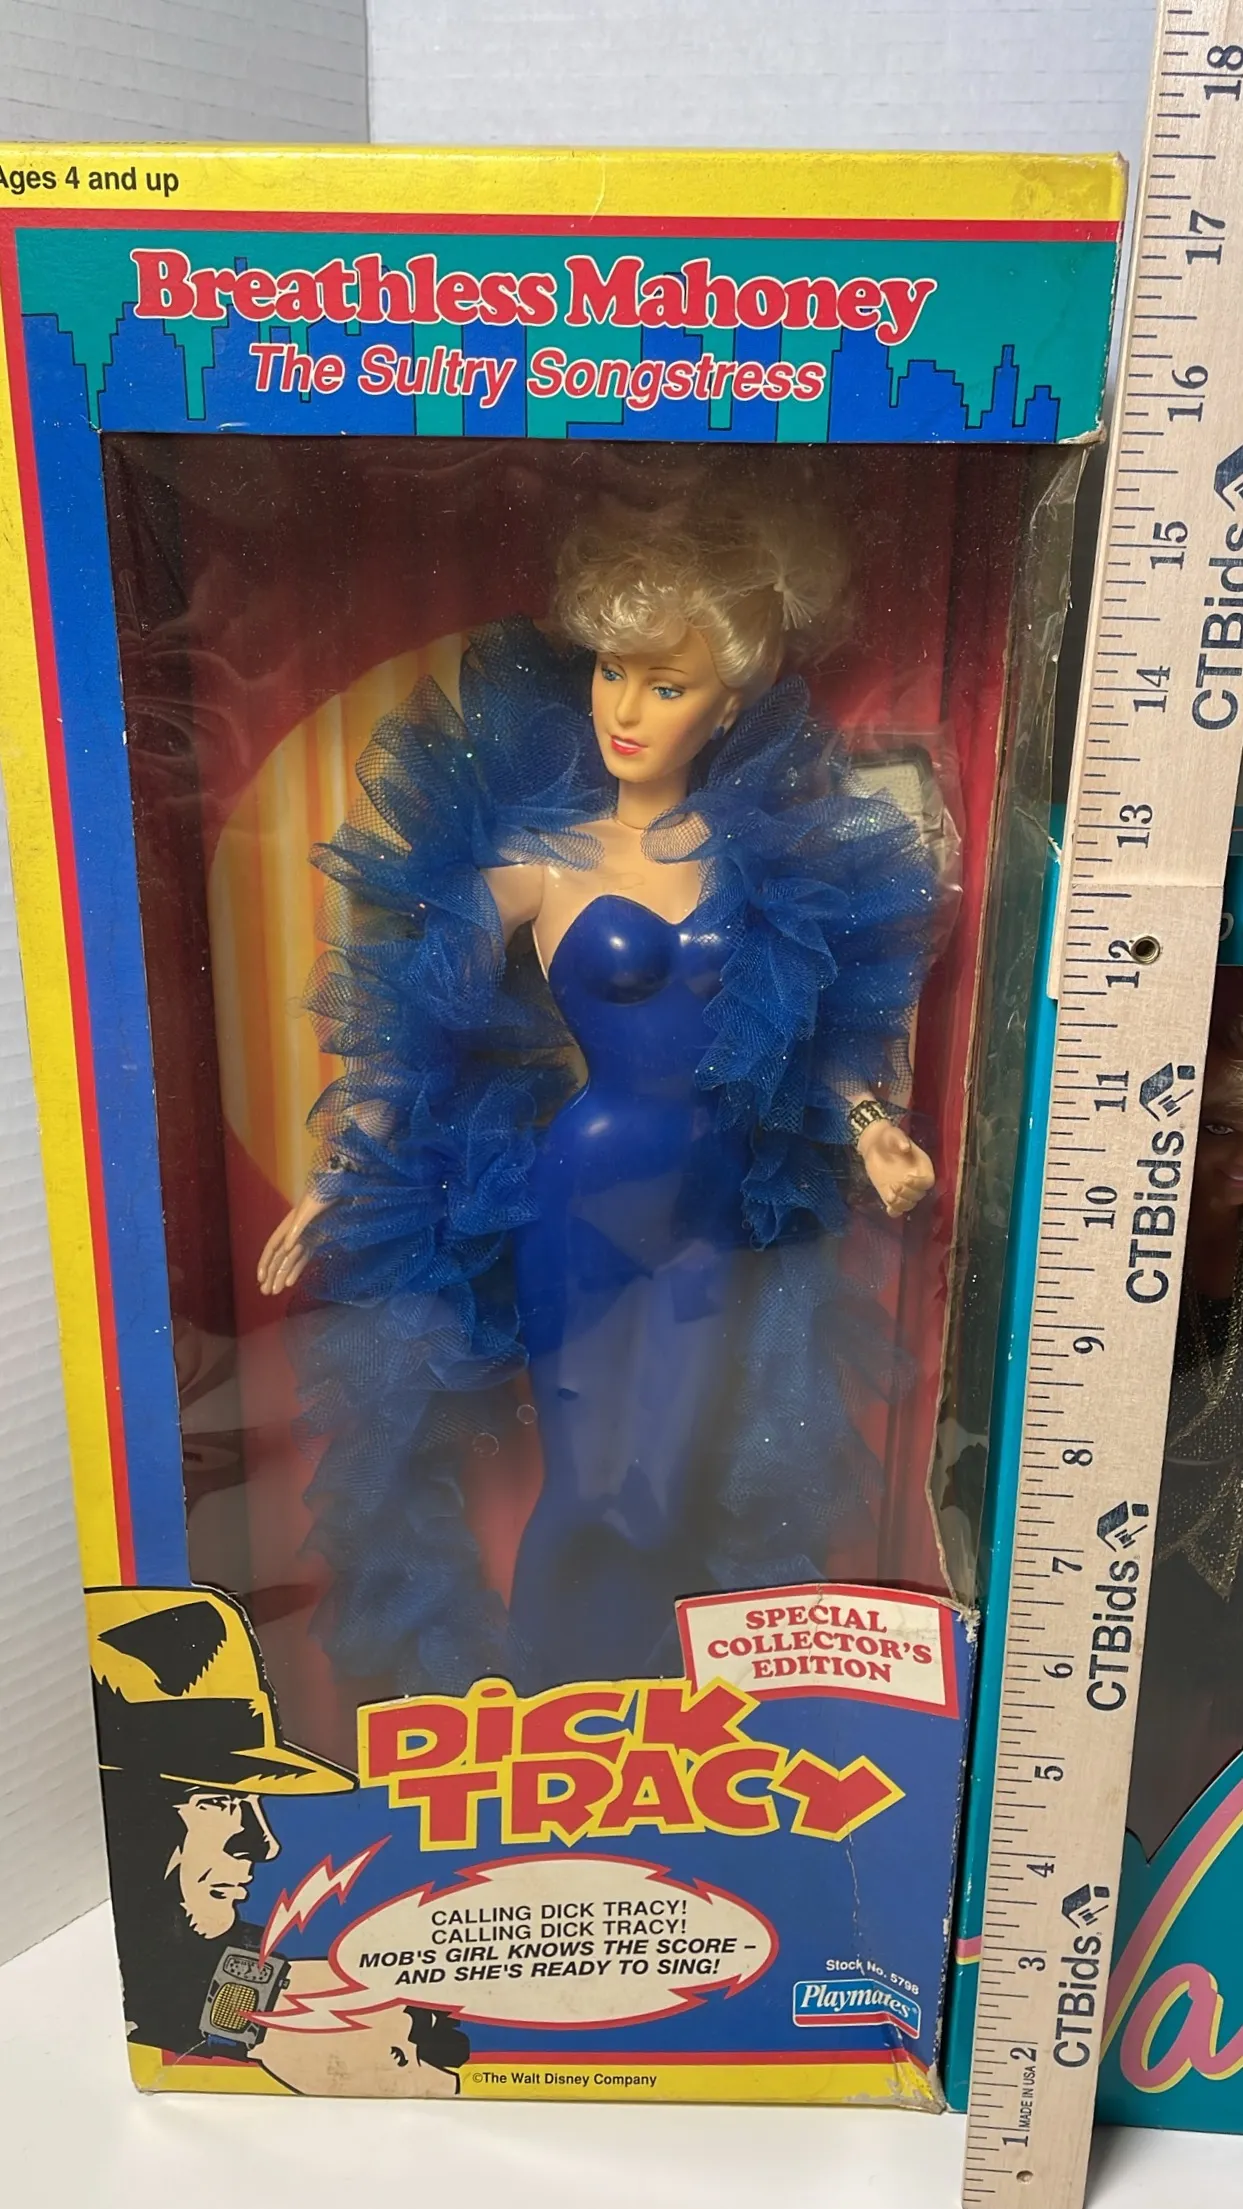 Ages 4 and up
Breathless Mahoney
The Sultry Songstress
SPECIAL
COLLECTOR'S
EDITION
DICK
TRACY
CALLING DICK TRACY!
CALLING DICK TRACY!
MOB'S GIRL KNOWS THE SCORE –
AND SHE'S READY TO SING!
Stock No. 5798
Playmates
©The Walt Disney Company
18
17
16
15
14
13
12
11
10
9
8
7
6
5
4
3
2
1
MADE IN USA
CTBids
CTBids
CTBids
CTBids